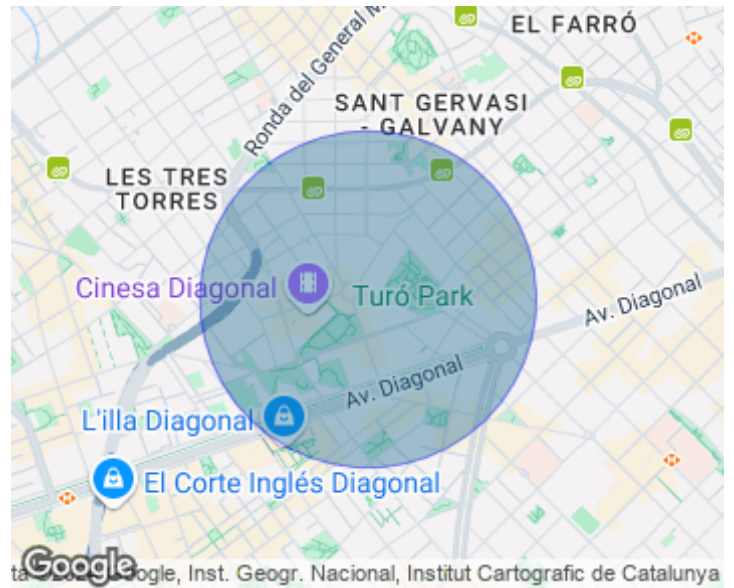 EL FARRÓ
Ronda del General M
SANT GERVASI
- GALVANY
LES TRES
TORRES
Cinesa Diagonal
Turó Park
Av. Diagonal
Av. Diagonal
L'illa Diagonal
El Corte Inglés Diagonal
Google
Google, Inst. Geogr. Nacional, Institut Cartografic de Catalunya